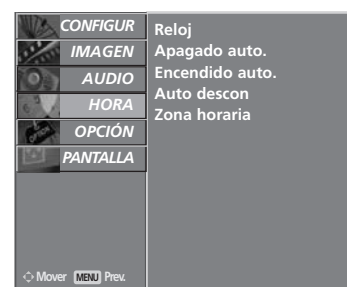 CONFIGUR
IMAGEN
AUDIO
HORA
OPCIÓN
PANTALLA
Reloj
Apagado auto.
Encendido auto.
Auto descon
Zona horaria
Mover MENU Prev.